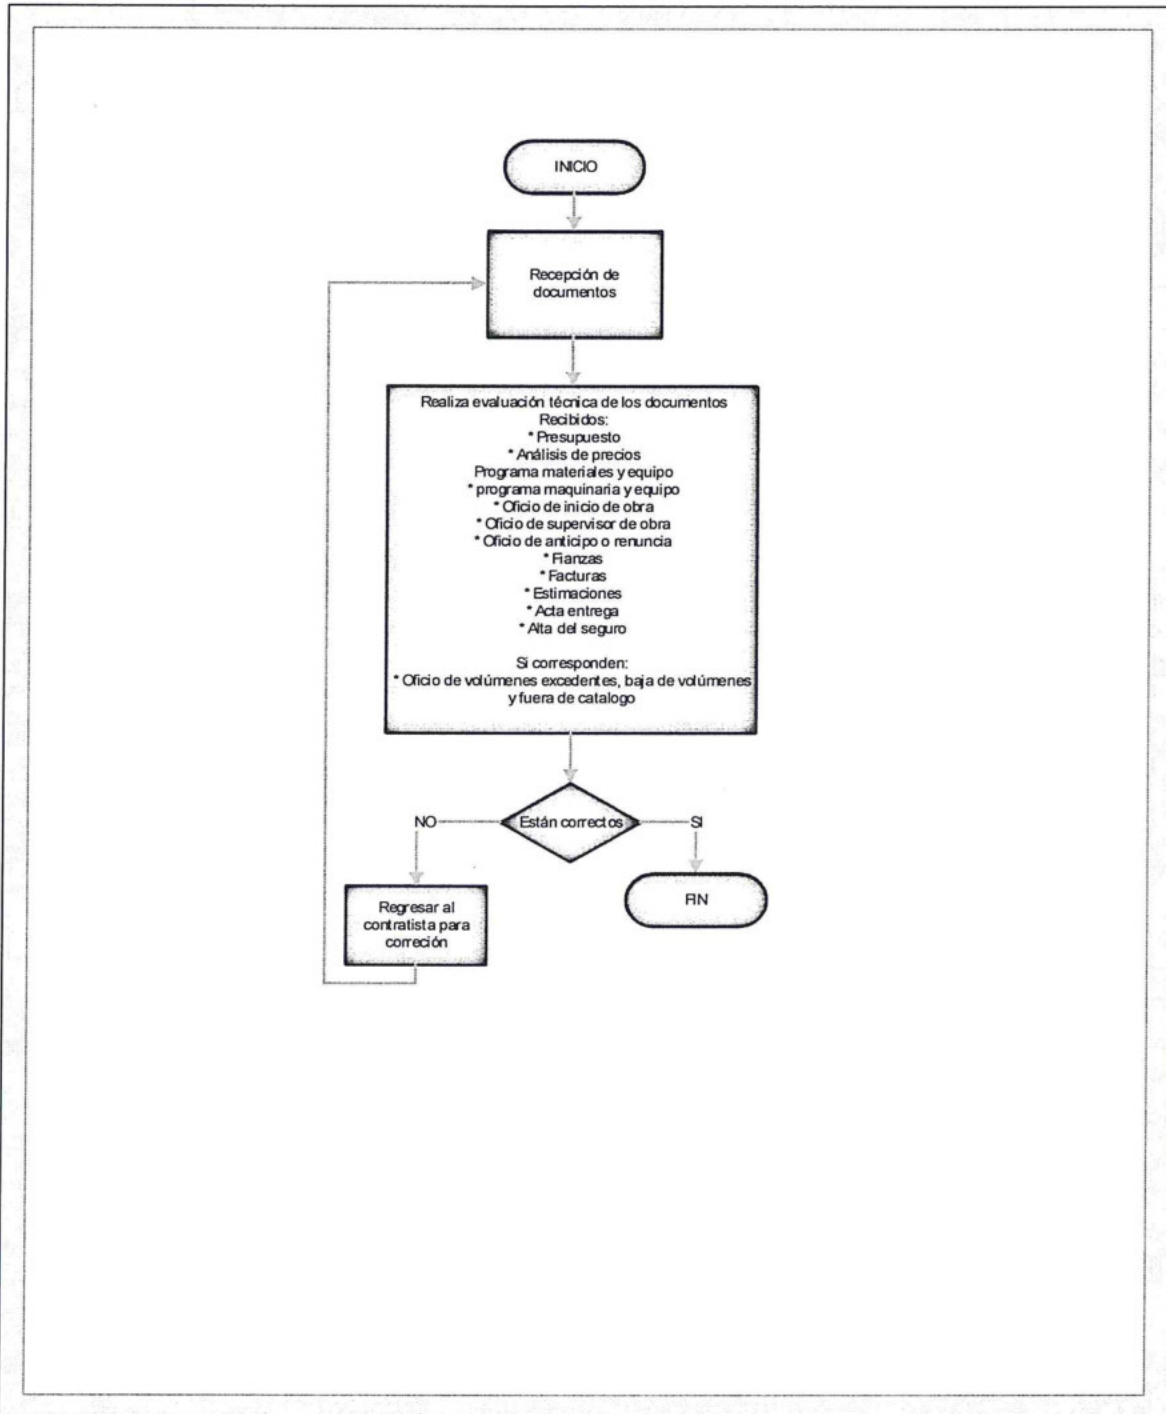 INICIO
Recepción de
documentos
Realiza evaluación técnica de los documentos
Recibidos:
* Presupuesto
* Análisis de precios
Programa materiales y equipo
* programa maquinaria y equipo
* Oficio de inicio de obra
* Oficio de supervisor de obra
* Oficio de anticipo o renuncia
* Fianzas
* Facturas
* Estimaciones
* Acta entrega
* Alta del seguro
Si corresponden:
* Oficio de volúmenes excedentes, baja de volúmenes
y fuera de catalogo
Están correctos
NO
SI
Regresar al
contratista para
correción
FIN